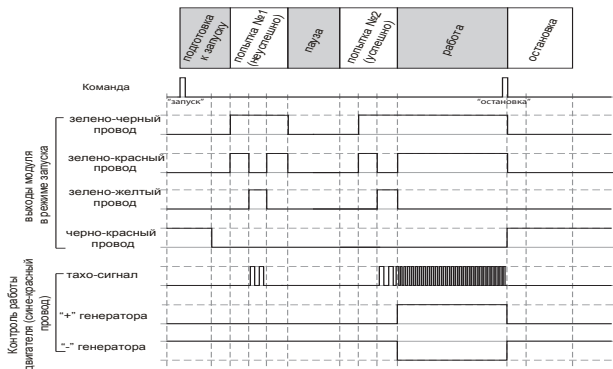 подготовка
к запуску
попытка №1
(неуспешно)
пауза
попытка №2
(успешно)
работа
остановка
Команда
"запуск"
"остановка"
выходы модуля
в режиме запуска
зелено-черный
провод
зелено-красный
провод
зелено-желтый
провод
черно-красный
провод
Контроль работы
двигателя (сине-красный
провод)
тахо-сигнал
"+" генератора
"-" генератора